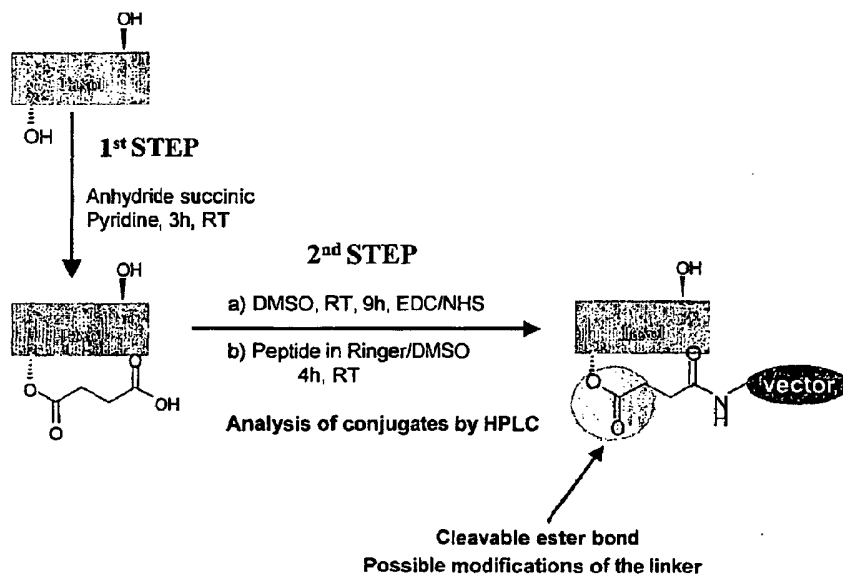 OH
OH
1st STEP
Anhydride succinic
Pyridine, 3h, RT
2nd STEP
a) DMSO, RT, 9h, EDC/NHS
b) Peptide in Ringer/DMSO
4h, RT
Analysis of conjugates by HPLC
OH
O
O
OH
O
OH
O
O
O
N
H
vector
Cleavable ester bond
Possible modifications of the linker